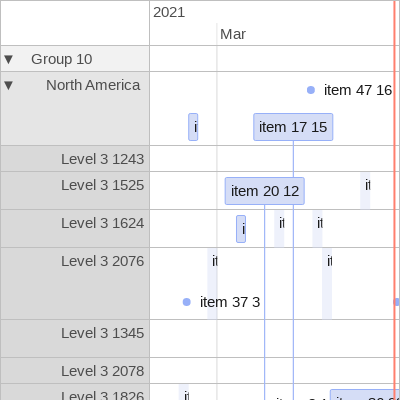 2021
Mar
▼ Group 10
▼ North America
item 47 16
i
item 17 15
Level 3 1243
Level 3 1525
item 20 12
it
Level 3 1624
i
it
it
Level 3 2076
it
it
item 37 3
Level 3 1345
Level 3 2078
Level 3 1826
it